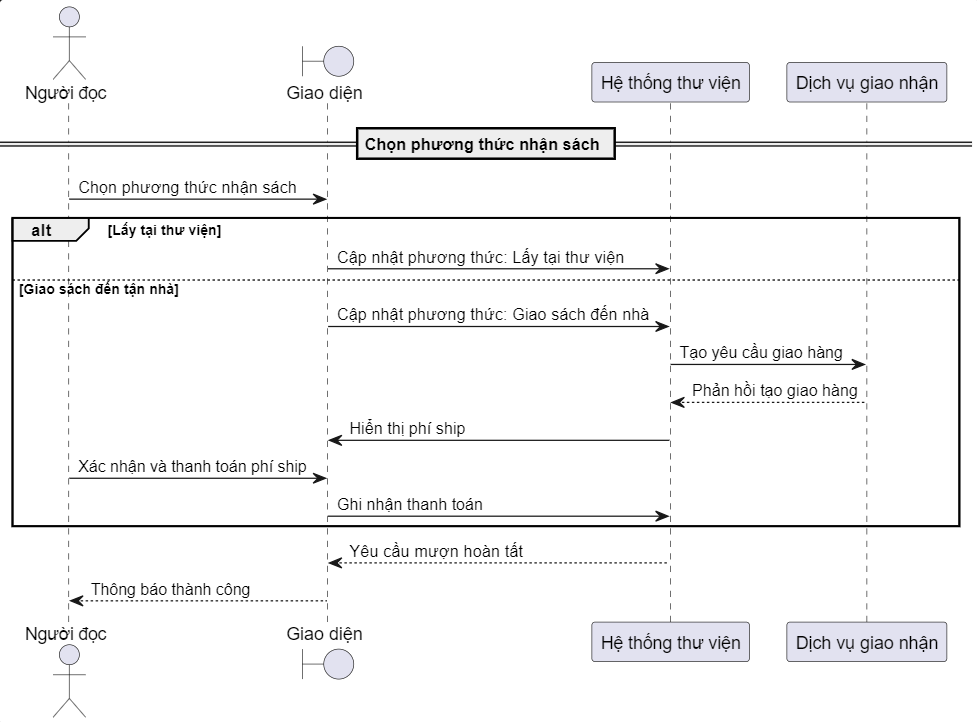 Người đọc
Giao diện
Hệ thống thư viện
Dịch vụ giao nhận
Chọn phương thức nhận sách
Chọn phương thức nhận sách
alt
[Lấy tại thư viện]
Cập nhật phương thức: Lấy tại thư viện
[Giao sách đến tận nhà]
Cập nhật phương thức: Giao sách đến nhà
Tạo yêu cầu giao hàng
Phản hồi tạo giao hàng
Hiển thị phí ship
Xác nhận và thanh toán phí ship
Ghi nhận thanh toán
Yêu cầu mượn hoàn tất
Thông báo thành công
Người đọc
Giao diện
Hệ thống thư viện
Dịch vụ giao nhận